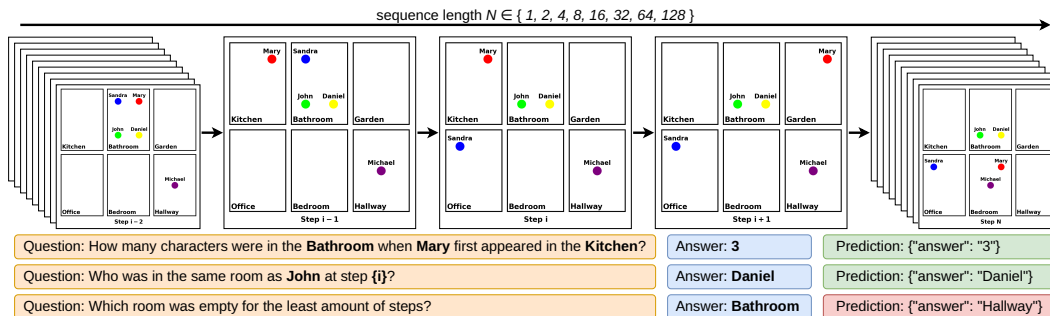 sequence length N ∈ { 1, 2, 4, 8, 16, 32, 64, 128 }
Sandra Mary
John Daniel
Kitchen Bathroom Garden
Michael
Office Bedroom Hallway
Step i − 2
Mary Sandra
John Daniel
Kitchen Bathroom Garden
Michael
Office Bedroom Hallway
Step i − 1
Mary
John Daniel
Kitchen Bathroom Garden
Sandra
Michael
Office Bedroom Hallway
Step i
Mary
John Daniel
Kitchen Bathroom Garden
Sandra
Michael
Office Bedroom Hallway
Step i + 1
John Daniel
Kitchen Bathroom Garden
Sandra Mary
Michael
Office Bedroom Hallway
Step N
Question: How many characters were in the Bathroom when Mary first appeared in the Kitchen? Answer: 3 Prediction: {"answer": "3"}
Question: Who was in the same room as John at step {i}? Answer: Daniel Prediction: {"answer": "Daniel"}
Question: Which room was empty for the least amount of steps? Answer: Bathroom Prediction: {"answer": "Hallway"}